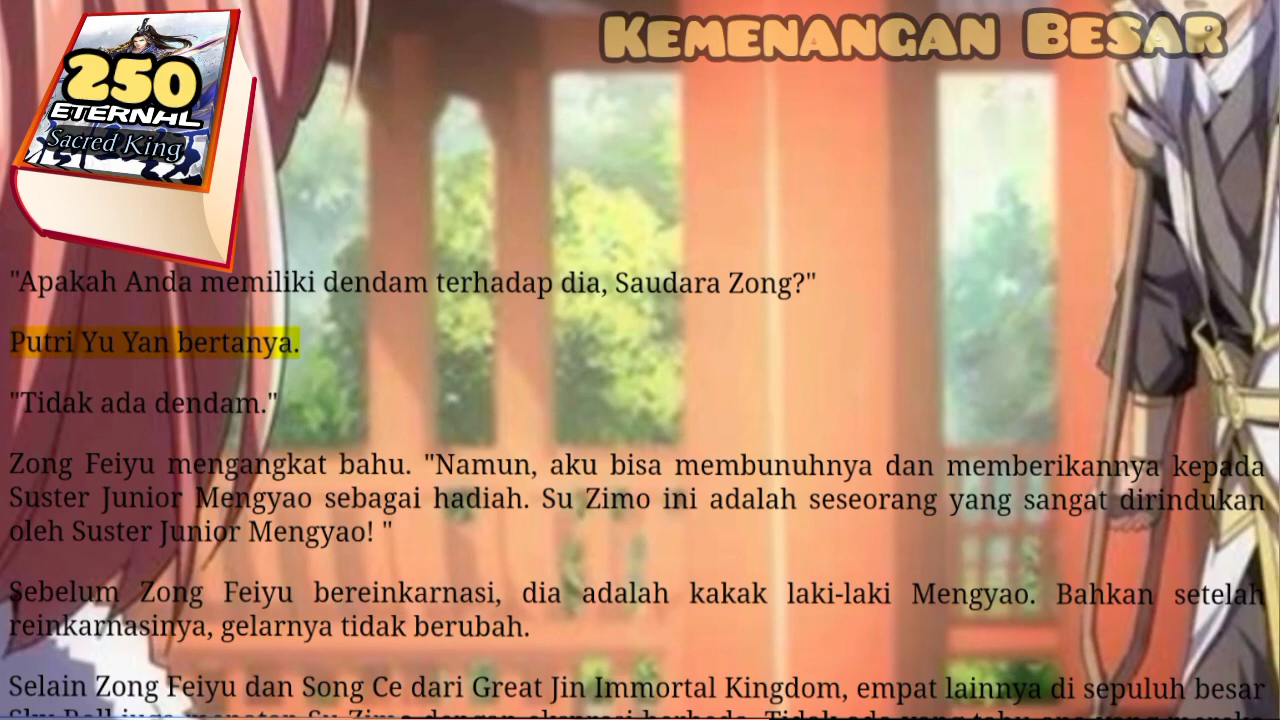 KEMENANGAN BESAR
250
ETERNAL
Sacred King
"Apakah Anda memiliki dendam terhadap dia, Saudara Zong?"
Putri Yu Yan bertanya.
"Tidak ada dendam."
Zong Feiyu mengangkat bahu. "Namun, aku bisa membunuhnya dan memberikannya kepada
Suster Junior Mengyao sebagai hadiah. Su Zimo ini adalah seseorang yang sangat dirindukan
oleh Suster Junior Mengyao! "
Sebelum Zong Feiyu bereinkarnasi, dia adalah kakak laki-laki Mengyao. Bahkan setelah
reinkarnasinya, gelarnya tidak berubah.
Selain Zong Feiyu dan Song Ce dari Great Jin Immortal Kingdom, empat lainnya di sepuluh besar